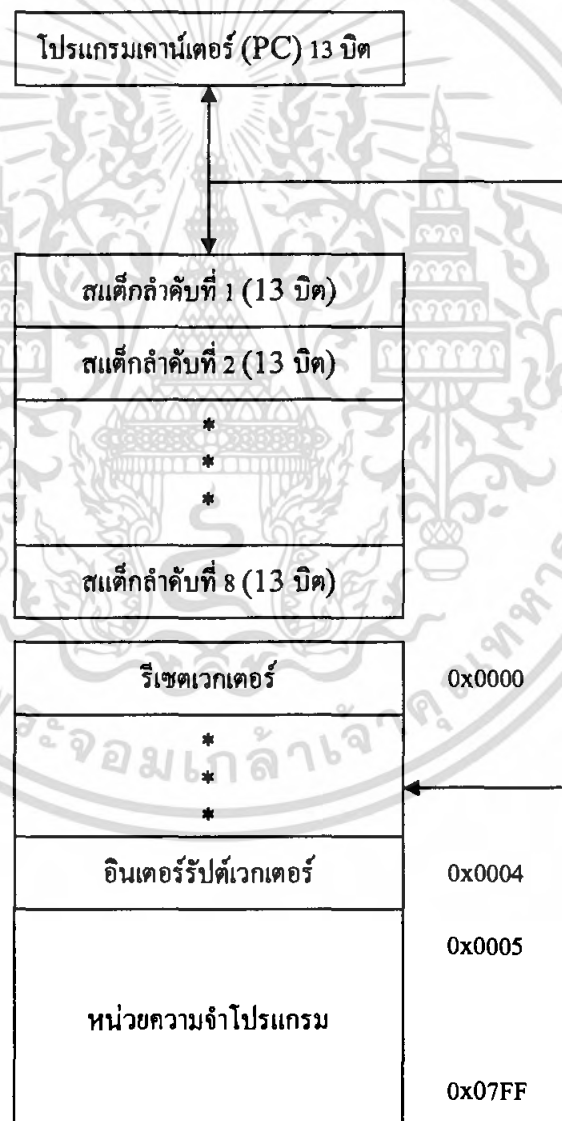 โปรแกรมเคาน์เตอร์ (PC) 13 บิต
สแต็กลำดับที่ 1 (13 บิต)
สแต็กลำดับที่ 2 (13 บิต)
*
*
*
สแต็กลำดับที่ 8 (13 บิต)
รีเซตเวกเตอร์ 0x0000
*
*
*
อินเตอร์รัปต์เวกเตอร์ 0x0004
0x0005
หน่วยความจำโปรแกรม
0x07FF